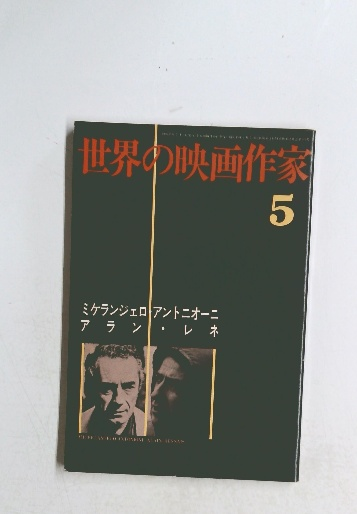 世界の映画作家
5
ミケランジェロ・アントニオーニ
アラン・レネ